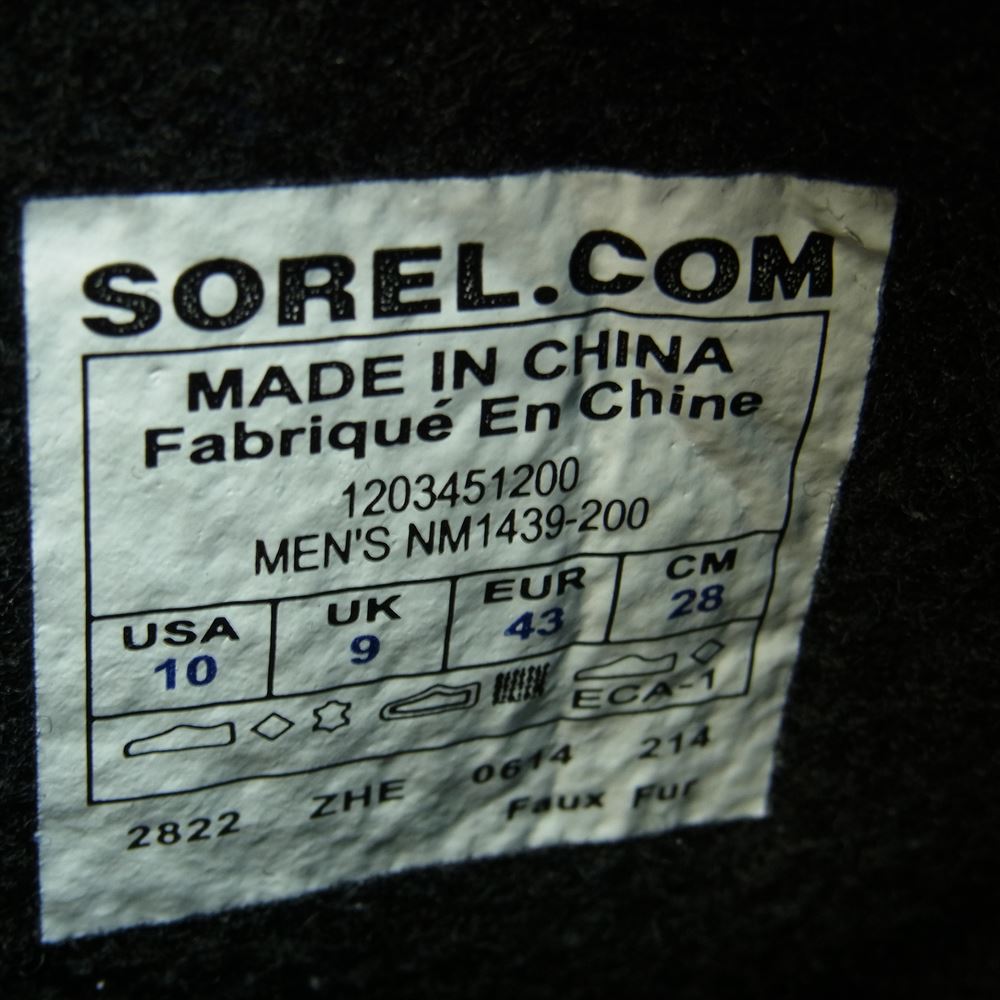 SOREL.COM
MADE IN CHINA
Fabriqué En Chine
1203451200
MEN'S NM1439-200
USA UK EUR CM
10 9 43 28
ECA-1
2822 ZHE 0614 214
Faux Fur